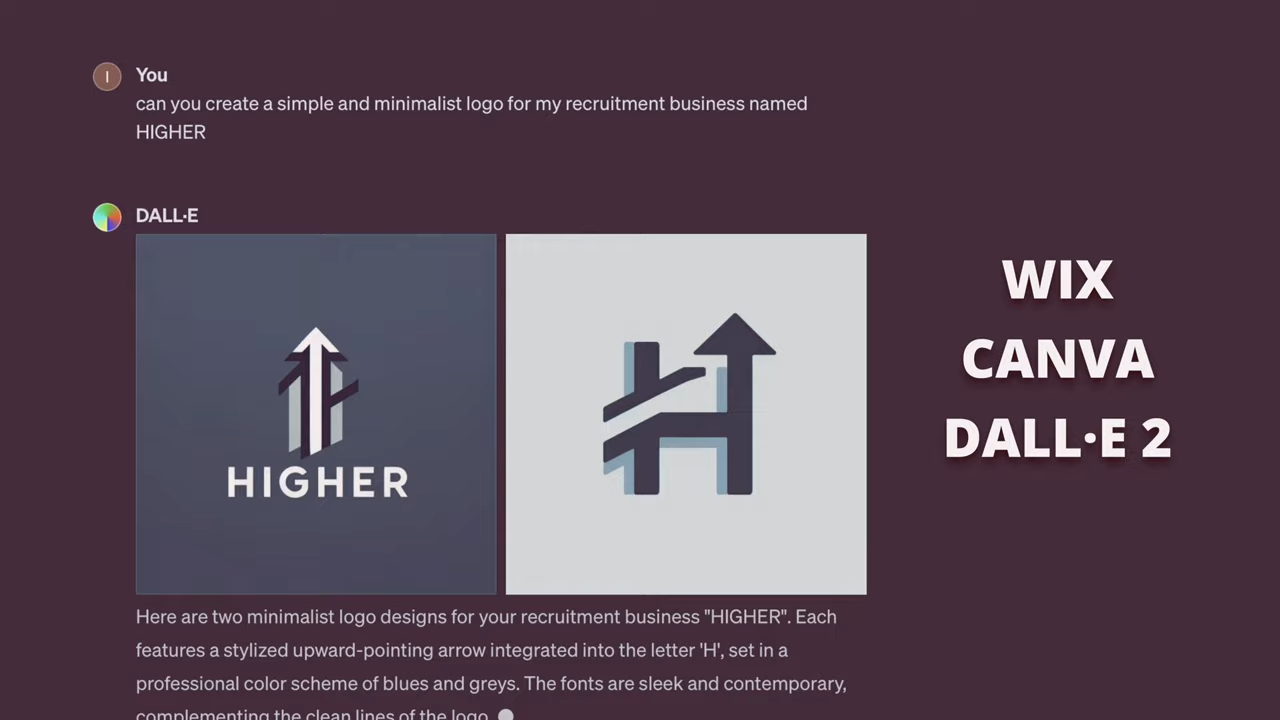 I
You
can you create a simple and minimalist logo for my recruitment business named
HIGHER
DALL·E
HIGHER
H
Here are two minimalist logo designs for your recruitment business "HIGHER". Each
features a stylized upward-pointing arrow integrated into the letter 'H', set in a
professional color scheme of blues and greys. The fonts are sleek and contemporary,
complementing the clean lines of the logo.
WIX
CANVA
DALL·E 2